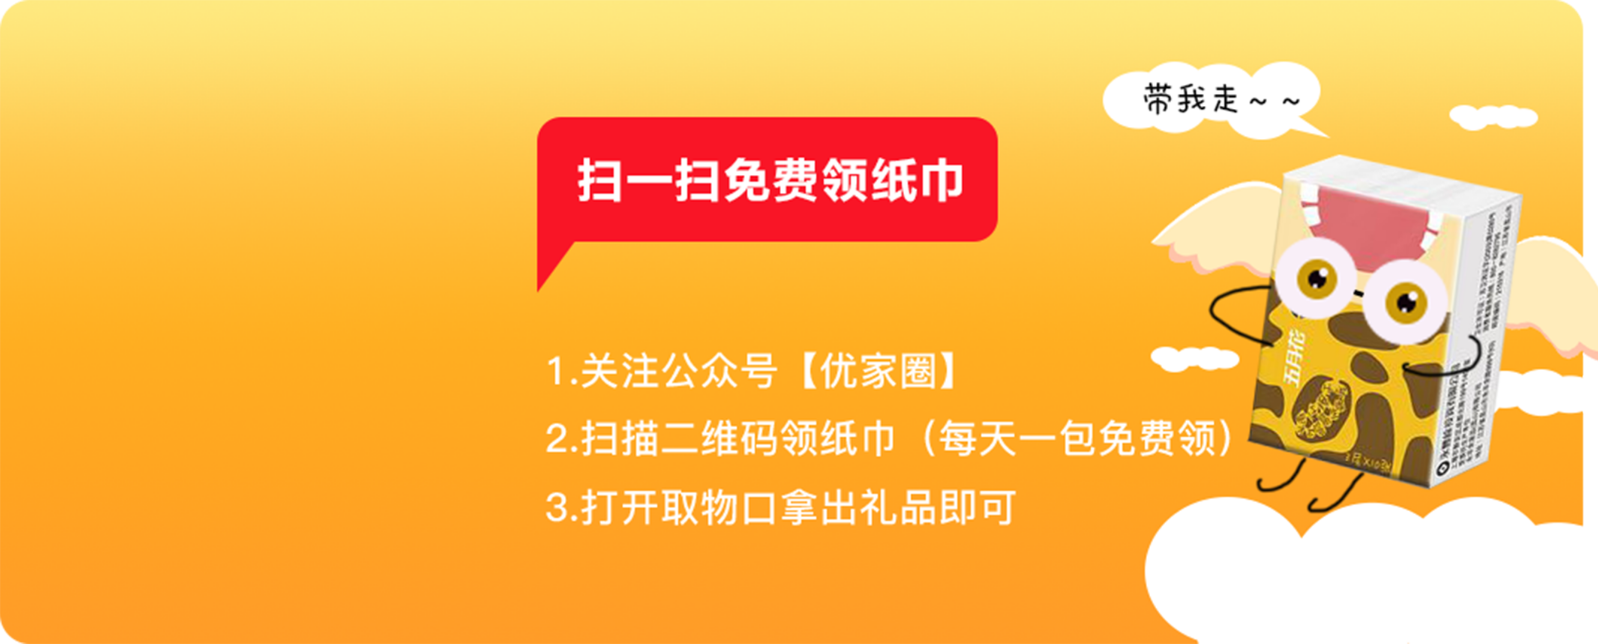 带我走~~
扫一扫免费领纸巾
1.关注公众号【优家圈】
2.扫描二维码领纸巾（每天一包免费领）
3.打开取物口拿出礼品即可
五月花